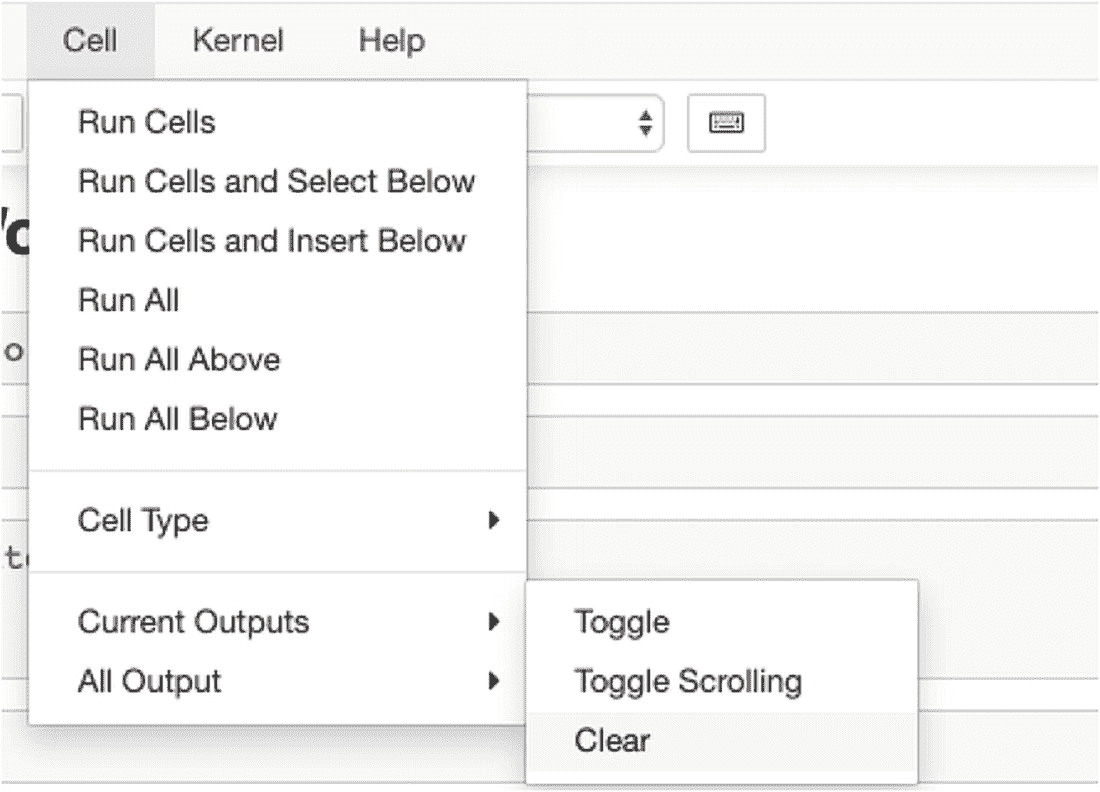 Cell Kernel Help
Run Cells
Run Cells and Select Below
Run Cells and Insert Below
Run All
Run All Above
Run All Below
Cell Type
Current Outputs
All Output
Toggle
Toggle Scrolling
Clear